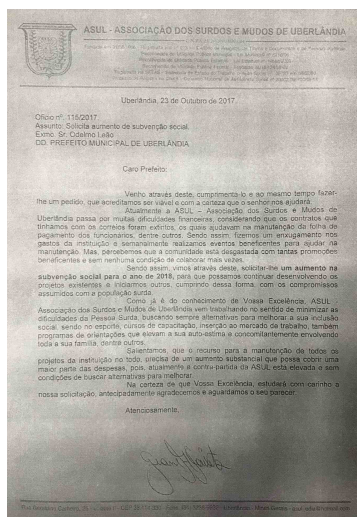 ASUL - ASSOCIAÇÃO DOS SURDOS E MUDOS DE UBERLÂNDIA
Uberlândia, 23 de Outubro de 2017.
Ofício nº. 115/2017
Assunto: Solicita aumento de subvenção social.
Exmo. Sr. Odelmo Leão
DD. PREFEITO MUNICIPAL DE UBERLÂNDIA
Caro Prefeito:
Venho através deste, cumprimenta-lo e ao mesmo tempo fazer-
lhe um pedido, que acreditamos ser viável e com a certeza que o senhor nos ajudará.
Atualmente a ASUL – Associação dos Surdos e Mudos de
Uberlândia passa por muitas dificuldades financeiras, considerando que os contratos que
tínhamos com os correios foram extintos, os quais ajudavam na manutenção da folha de
pagamento dos funcionários, dentre outros. Sendo assim, fizemos um enxugamento nos
gastos da instituição e semanalmente realizamos eventos beneficentes para ajudar na
manutenção. Mas, percebemos que a comunidade está desgastada com tantas promoções
beneficentes e sem nenhuma condição de colaborar mais vezes.
Sendo assim, vimos através deste, solicitar-lhe um aumento na
subvenção social para o ano de 2018, para que possamos continuar desenvolvendo os
projetos existentes e iniciarmos outros, cumprindo dessa forma, com os compromissos
assumidos com a população surda.
Como já é do conhecimento de Vossa Excelência, ASUL -
Associação dos Surdos e Mudos de Uberlândia vem trabalhando no sentido de minimizar as
dificuldades da Pessoa Surda, buscando sempre alternativas para melhorar a sua inclusão
social, sendo no esporte, cursos de capacitação, inserção ao mercado de trabalho, também
programas de orientações que elevam a sua auto-estima e concomitantemente envolvendo
toda a sua família, dentre outros.
Salientamos, que o recurso para a manutenção de todos os
projetos da instituição no todo, precisa de um aumento substancial que possa cobrir uma
maior parte das despesas, pois, atualmente a contra-partida da ASUL está elevada e sem
condições de buscar alternativas para melhorar.
Na certeza de que Vossa Excelência, estudará com carinho a
nossa solicitação, antecipadamente agradecemos e aguardamos o seu parecer.
Atenciosamente,